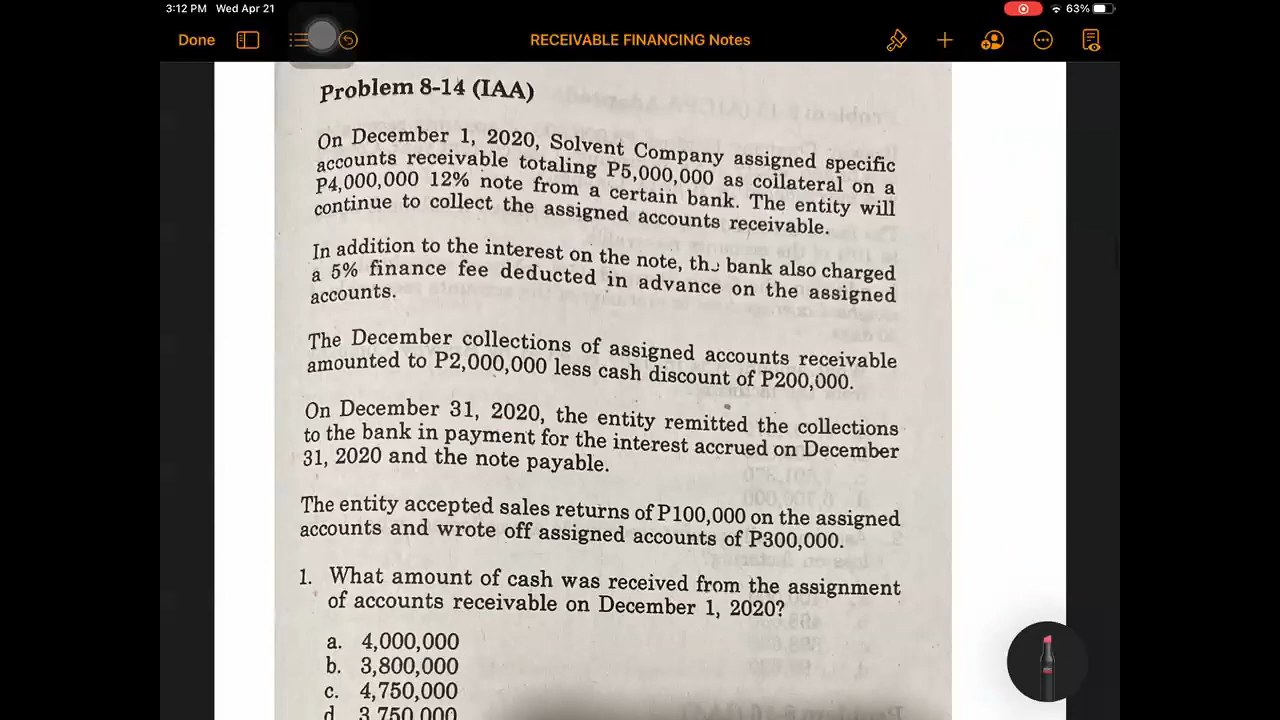 3:12 PM Wed Apr 21
63%
Done
RECEIVABLE FINANCING Notes
Problem 8-14 (IAA)
On December 1, 2020, Solvent Company assigned specific
accounts receivable totaling P5,000,000 as collateral on a
P4,000,000 12% note from a certain bank. The entity will
continue to collect the assigned accounts receivable.
In addition to the interest on the note, the bank also charged
a 5% finance fee deducted in advance on the assigned
accounts.
The December collections of assigned accounts receivable
amounted to P2,000,000 less cash discount of P200,000.
On December 31, 2020, the entity remitted the collections
to the bank in payment for the interest accrued on December
31, 2020 and the note payable.
The entity accepted sales returns of P100,000 on the assigned
accounts and wrote off assigned accounts of P300,000.
1. What amount of cash was received from the assignment
of accounts receivable on December 1, 2020?
a. 4,000,000
b. 3,800,000
c. 4,750,000
d. 3,750,000